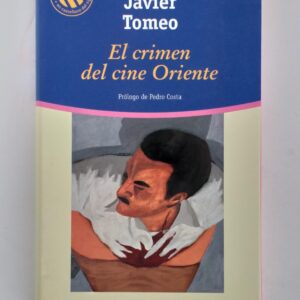 Javier
Tomeo
El crimen
del cine Oriente
Prólogo de Pedro Costa